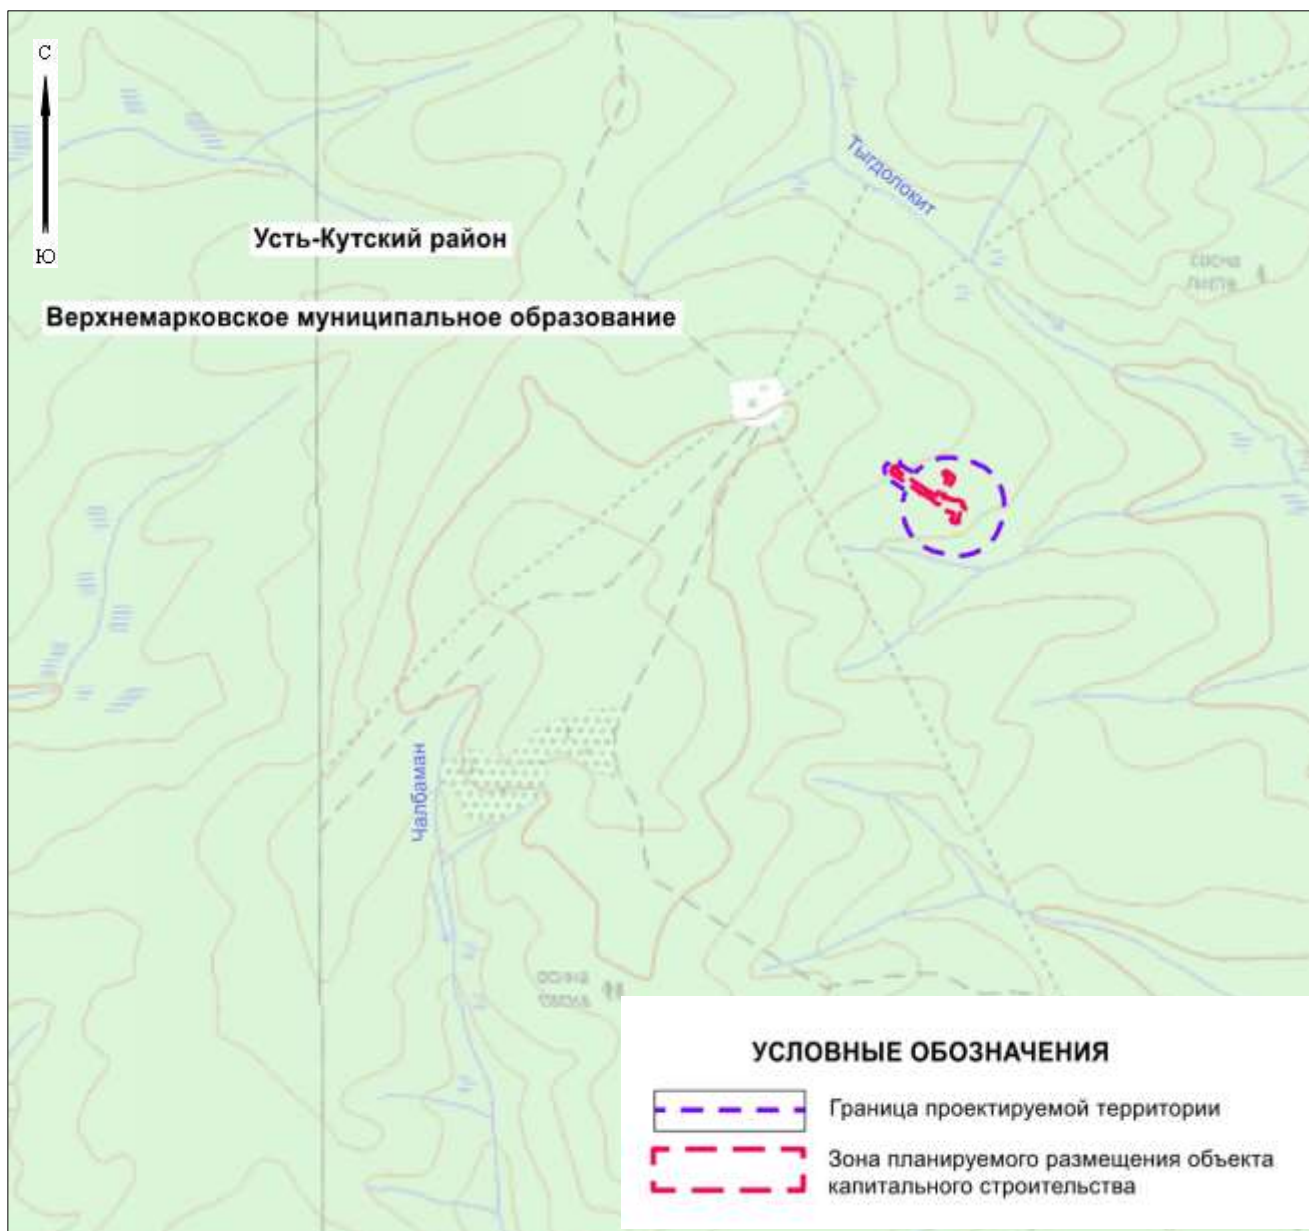 С
Ю
Тыгдолокит
Усть-Кутский район
Верхнемарковское муниципальное образование
Чалбаман
УСЛОВНЫЕ ОБОЗНАЧЕНИЯ
Граница проектируемой территории
Зона планируемого размещения объекта
капитального строительства